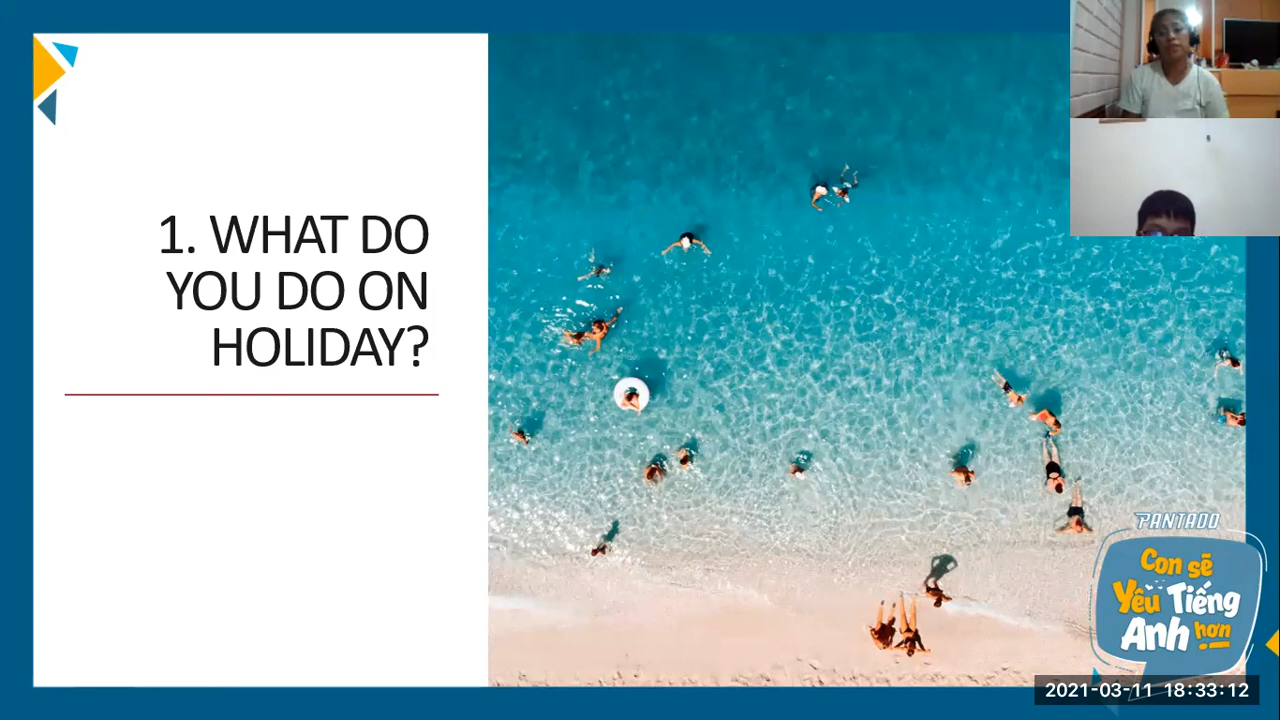 1. WHAT DO
YOU DO ON
HOLIDAY?
PANTADO
Con sẽ
Yêu Tiếng
Anh hơn
2021-03-11 18:33:12